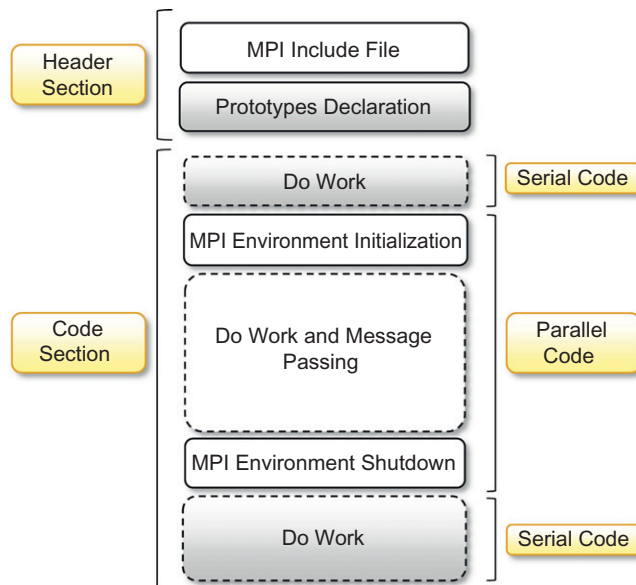 MPI Include File
Header
Section
Prototypes Declaration
Do Work
Serial Code
MPI Environment Initialization
Code
Section
Do Work and Message
Passing
Parallel
Code
MPI Environment Shutdown
Do Work
Serial Code